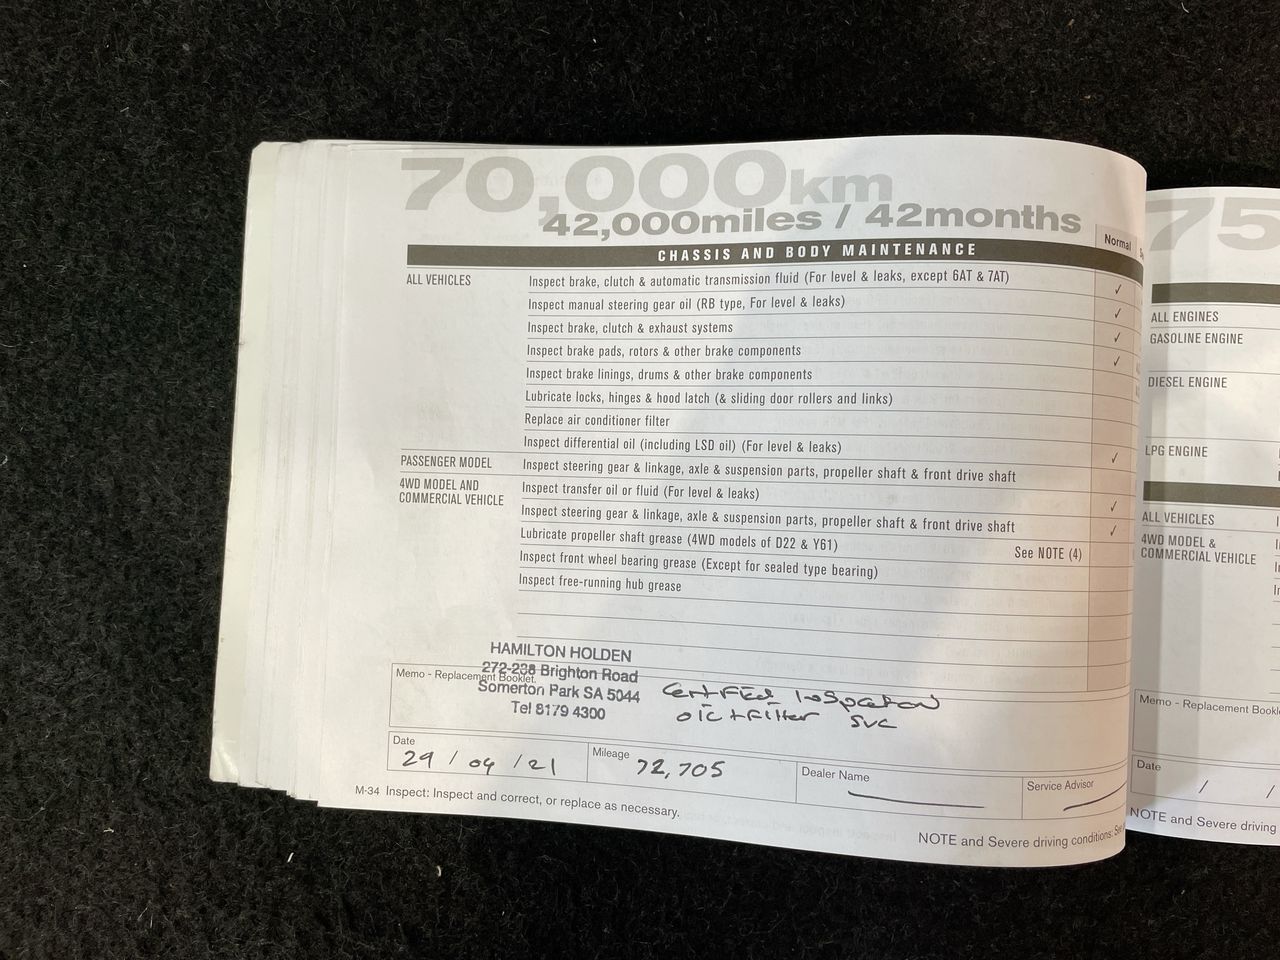 70,000km
42,000miles / 42months
Normal
CHASSIS AND BODY MAINTENANCE
ALL VEHICLES
Inspect brake, clutch & automatic transmission fluid (For level & leaks, except 6AT & 7AT) ✓
Inspect manual steering gear oil (RB type, For level & leaks) ✓
Inspect brake, clutch & exhaust systems ✓
Inspect brake pads, rotors & other brake components ✓
Inspect brake linings, drums & other brake components
Lubricate locks, hinges & hood latch (& sliding door rollers and links)
Replace air conditioner filter
Inspect differential oil (including LSD oil) (For level & leaks) ✓
PASSENGER MODEL
Inspect steering gear & linkage, axle & suspension parts, propeller shaft & front drive shaft
4WD MODEL AND
COMMERCIAL VEHICLE
Inspect transfer oil or fluid (For level & leaks) ✓
Inspect steering gear & linkage, axle & suspension parts, propeller shaft & front drive shaft ✓
Lubricate propeller shaft grease (4WD models of D22 & Y61) See NOTE (4)
Inspect front wheel bearing grease (Except for sealed type bearing)
Inspect free-running hub grease
HAMILTON HOLDEN
272-238 Brighton Road
Somerton Park SA 5044
Tel 8179 4300
Memo - Replacement Booklet.
Certified Inspection
oil + Filter SVC
Date 29 / 04 / 21
Mileage 72,705
Dealer Name
Service Advisor
M-34 Inspect: Inspect and correct, or replace as necessary.
NOTE and Severe driving conditions:
75
ALL ENGINES
GASOLINE ENGINE
DIESEL ENGINE
LPG ENGINE
ALL VEHICLES
4WD MODEL &
COMMERCIAL VEHICLE
Memo - Replacement
Date / /
NOTE and Severe driving